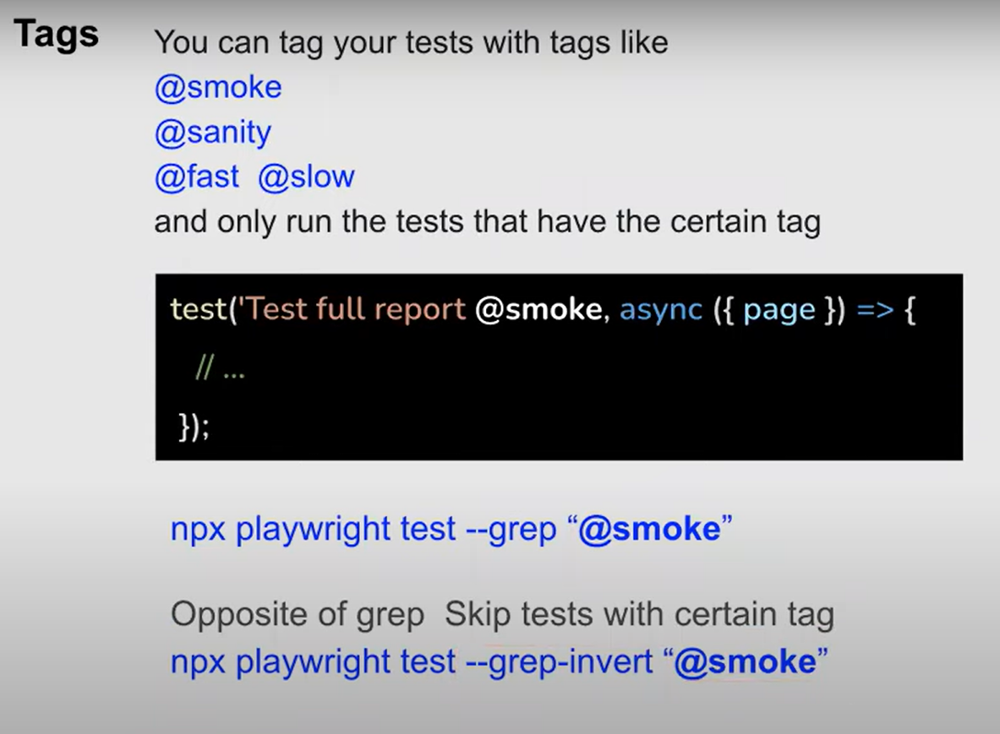 Tags
You can tag your tests with tags like
@smoke
@sanity
@fast @slow
and only run the tests that have the certain tag
test('Test full report @smoke, async ({ page }) => {
// ...
});
npx playwright test --grep “@smoke”
Opposite of grep Skip tests with certain tag
npx playwright test --grep-invert “@smoke”